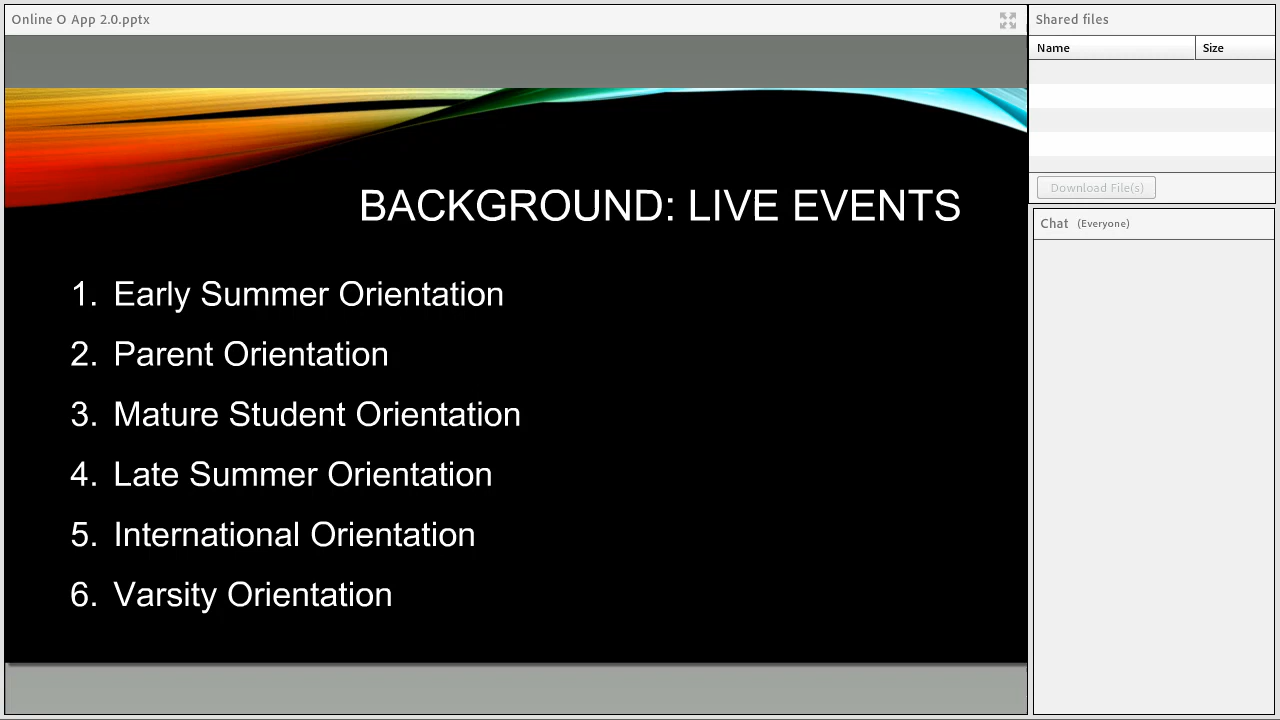 Online O App 2.0.pptx
BACKGROUND: LIVE EVENTS
1. Early Summer Orientation
2. Parent Orientation
3. Mature Student Orientation
4. Late Summer Orientation
5. International Orientation
6. Varsity Orientation
Shared files
Name Size
Download File(s)
Chat (Everyone)